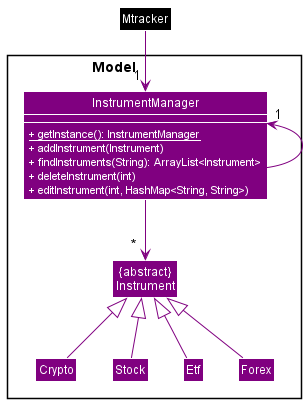 Mtracker
1
Model
InstrumentManager
1
+ getInstance(): InstrumentManager
+ addInstrument(Instrument)
+ findInstruments(String): ArrayList<Instrument>
+ deleteInstrument(int)
+ editInstrument(int, HashMap<String, String>)
*
{abstract}
Instrument
Crypto
Stock
Etf
Forex